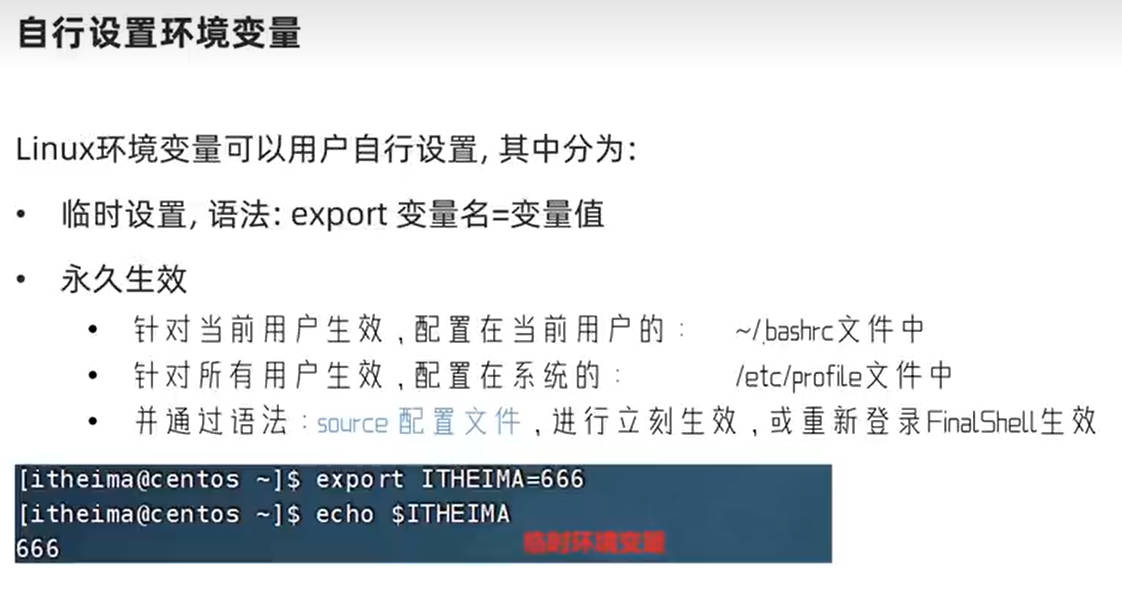 自行设置环境变量
Linux环境变量可以用户自行设置, 其中分为:
• 临时设置, 语法: export 变量名=变量值
• 永久生效
• 针对当前用户生效,配置在当前用户的: ~/.bashrc文件中
• 针对所有用户生效,配置在系统的: /etc/profile文件中
• 并通过语法:source 配置文件,进行立刻生效,或重新登录FinalShell生效
[itheima@centos ~]$ export ITHEIMA=666
[itheima@centos ~]$ echo $ITHEIMA
666 临时环境变量